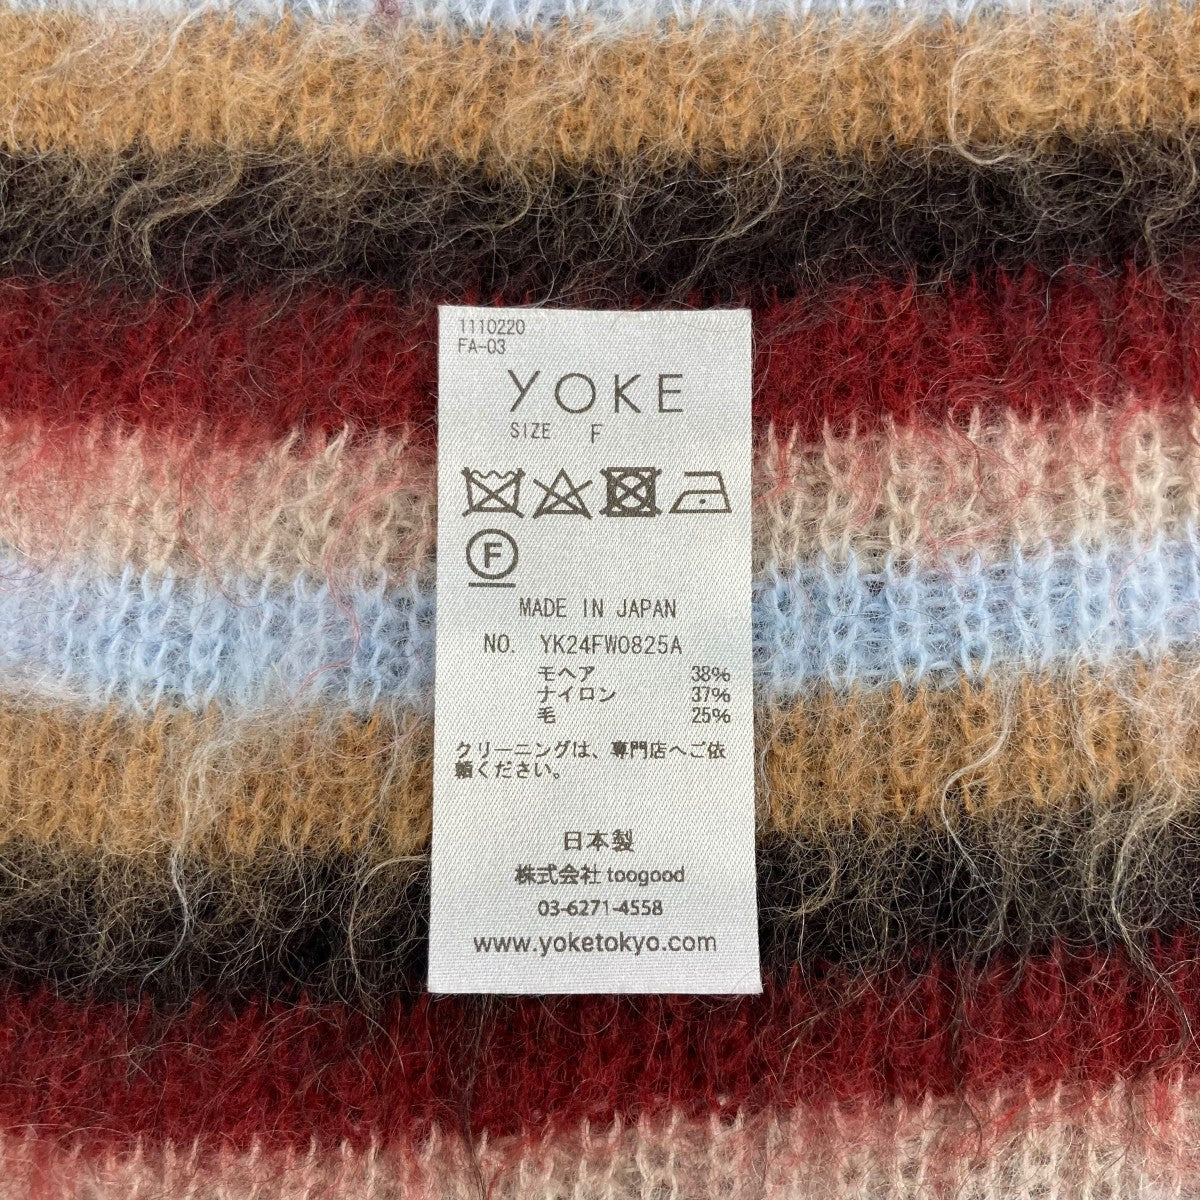 1110220
FA-03
YOKE
SIZE F
F
MADE IN JAPAN
NO. YK24FW0825A
モヘア 38%
ナイロン 37%
毛 25%
クリーニングは、専門店へご依
頼ください。
日本製
株式会社 toogood
03-6271-4558
www.yoketokyo.com